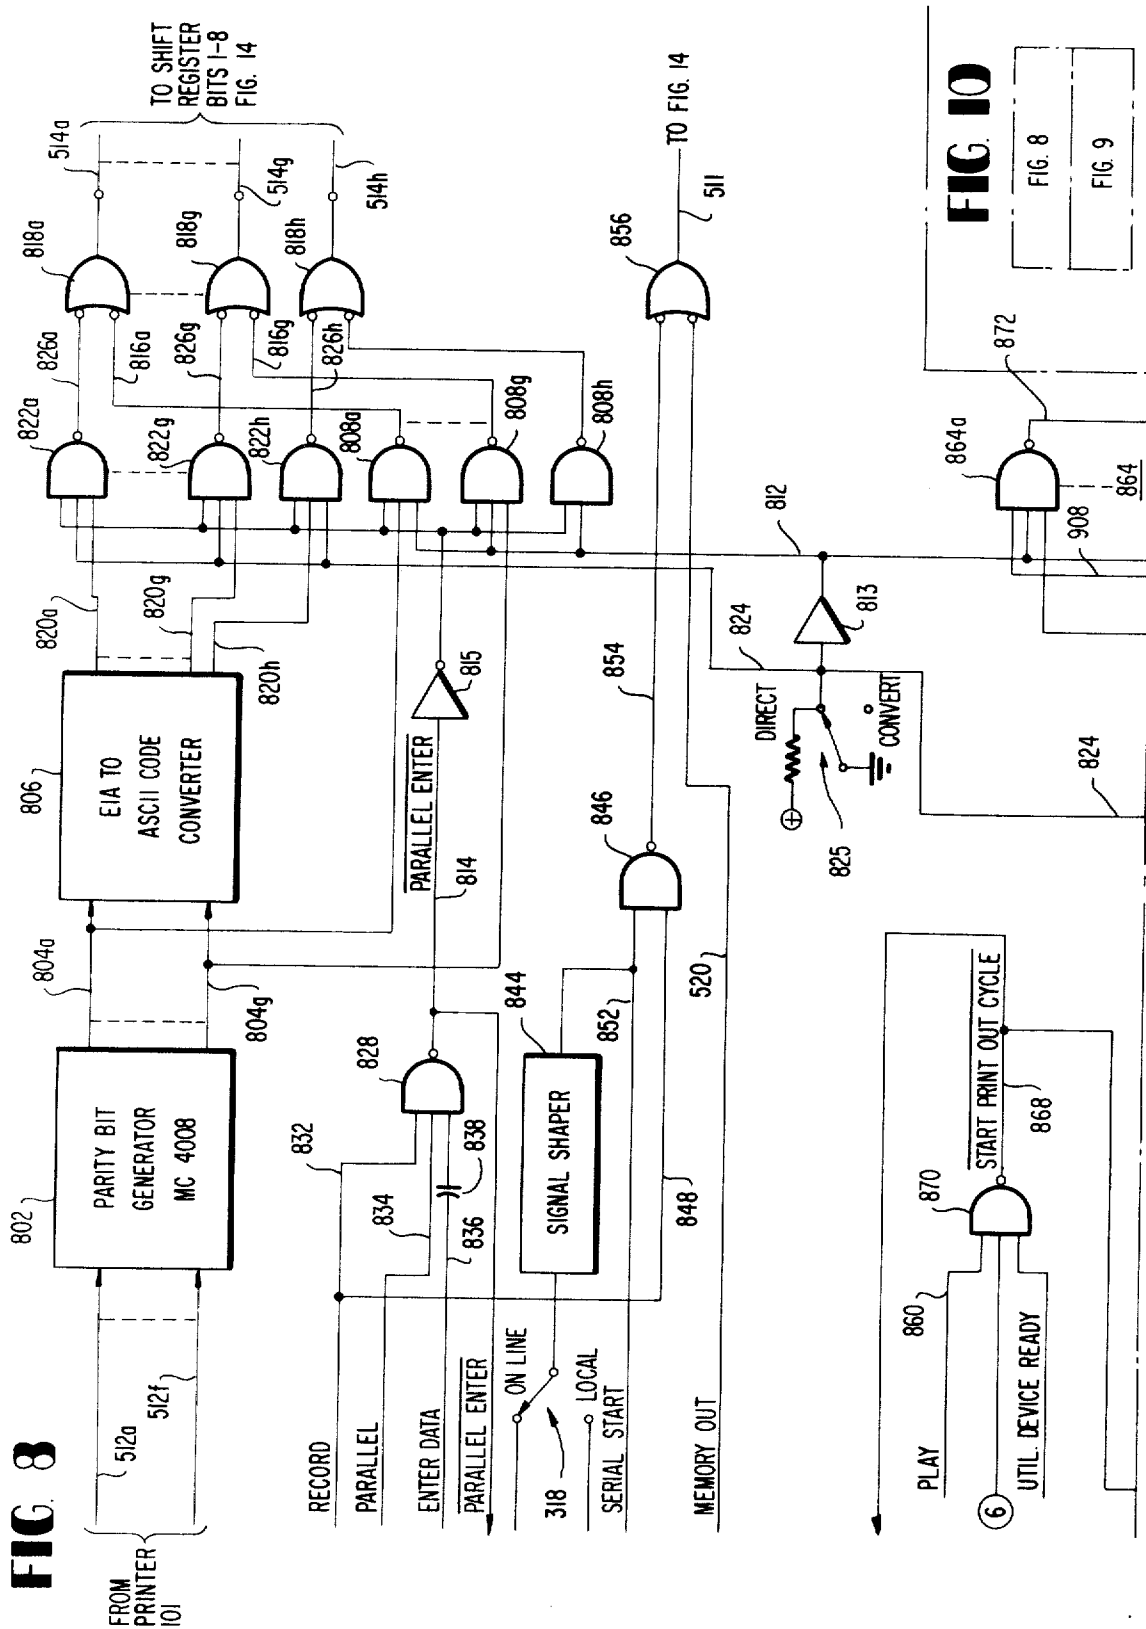 FIG. 8
FROM
PRINTER
101
512a
512f
802
PARITY BIT
GENERATOR
MC 4008
804a
804g
806
EIA TO
ASCII CODE
CONVERTER
820a
820g
820h
822a
822g
822h
808a
808g
808h
826a
816a
826g
816g
826h
818a
818g
818h
514a
514g
514h
TO SHIFT
REGISTER
BITS 1-8
FIG. 14
RECORD
PARALLEL
ENTER DATA
PARALLEL ENTER
832
834
836
838
828
PARALLEL ENTER
814
815
ON LINE
318
LOCAL
SERIAL START
MEMORY OUT
SIGNAL SHAPER
844
852
848
520
846
854
856
511
TO FIG. 14
DIRECT
CONVERT
825
824
813
812
824
PLAY
860
6
UTIL. DEVICE READY
870
START PRINT OUT CYCLE
868
908
864a
864
872
FIG. 10
FIG. 8
FIG. 9